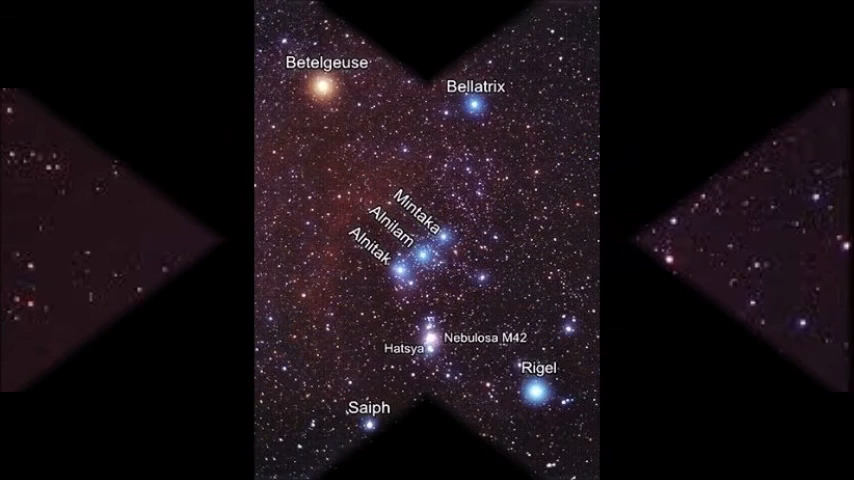 Betelgeuse
Bellatrix
Mintaka
Alnilam
Alnitak
Nebulosa M42
Hatsya
Rigel
Saiph